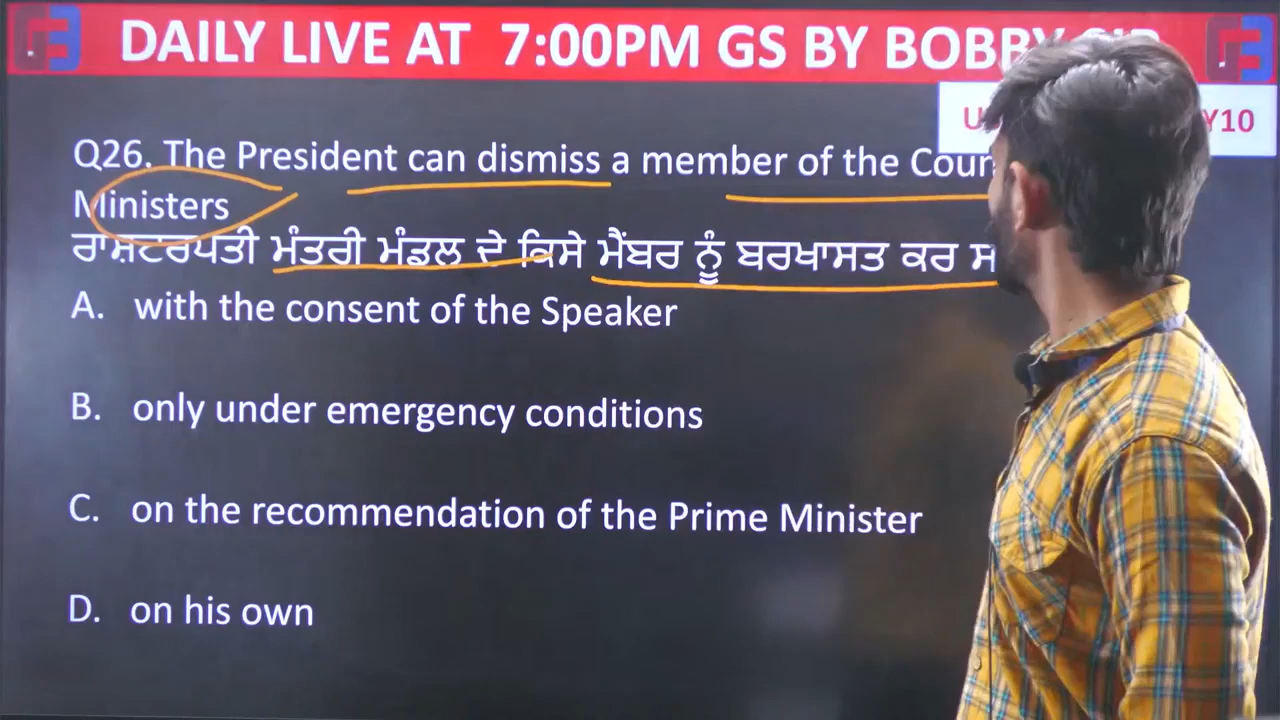 DAILY LIVE AT 7:00PM GS BY BOBBY
Q26. The President can dismiss a member of the
Ministers
ਰਾਸ਼ਟਰਪਤੀ ਮੰਤਰੀ ਮੰਡਲ ਦੇ ਕਿਸੇ ਮੈਂਬਰ ਨੂੰ ਬਰਖਾਸਤ ਕਰ
A. with the consent of the Speaker
B. only under emergency conditions
C. on the recommendation of the Prime Minister
D. on his own